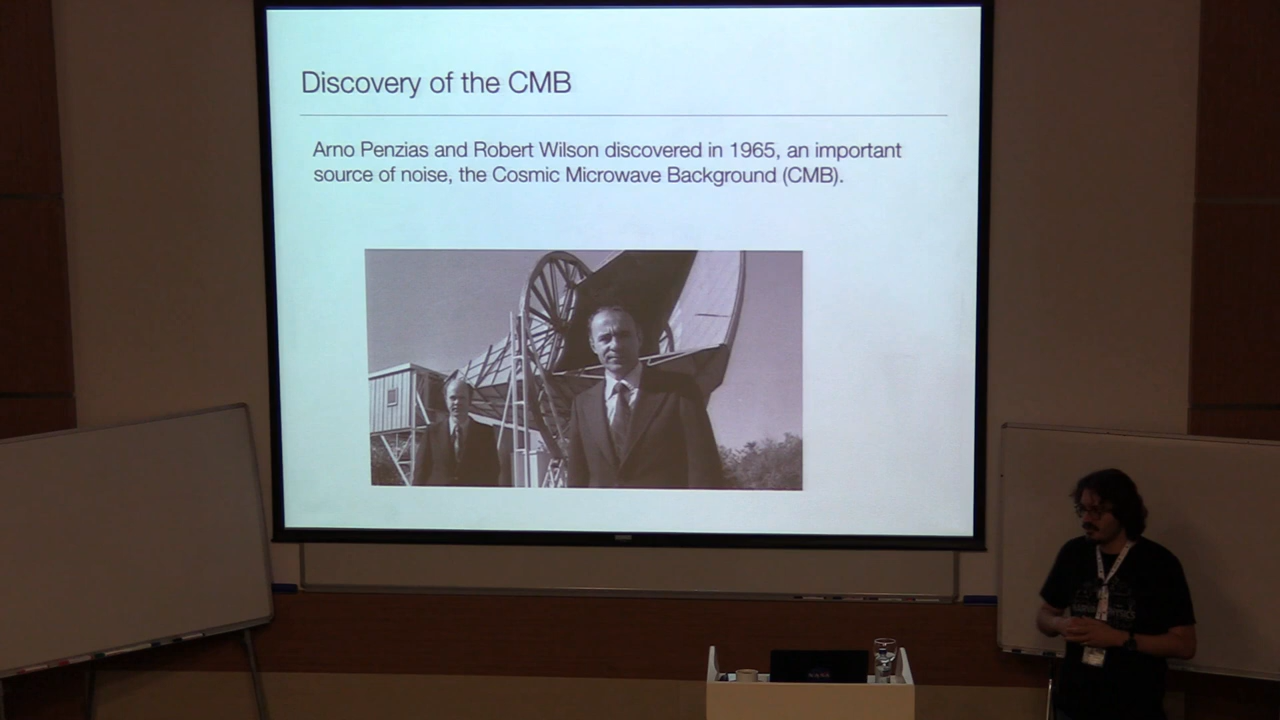 Discovery of the CMB
Arno Penzias and Robert Wilson discovered in 1965, an important
source of noise, the Cosmic Microwave Background (CMB).
NASA